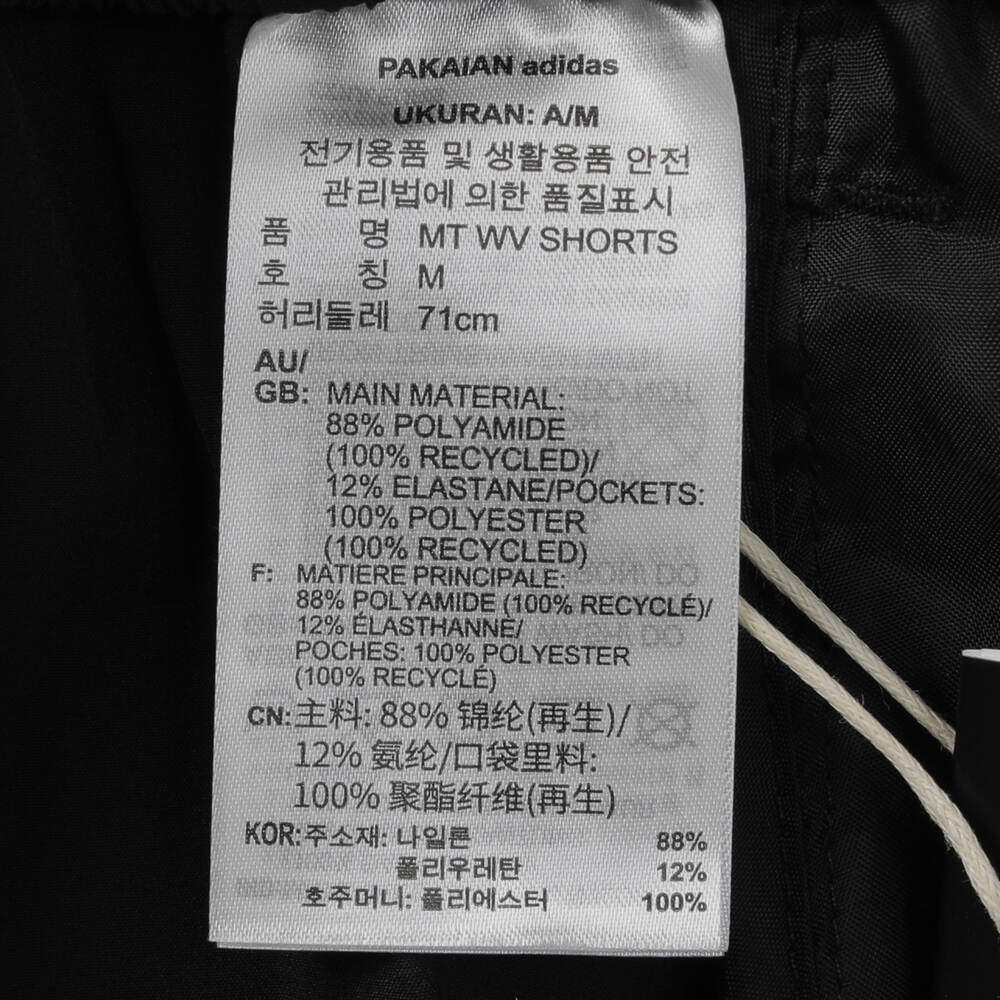 PAKAIAN adidas
UKURAN: A/M
전기용품 및 생활용품 안전
관리법에 의한 품질표시
품 명 MT WV SHORTS
호 칭 M
허리둘레 71cm
AU/
GB: MAIN MATERIAL:
88% POLYAMIDE
(100% RECYCLED)/
12% ELASTANE/POCKETS:
100% POLYESTER
(100% RECYCLED)
F: MATIERE PRINCIPALE:
88% POLYAMIDE (100% RECYCLÉ)/
12% ÉLASTHANNE/
POCHES: 100% POLYESTER
(100% RECYCLÉ)
CN:主料: 88% 锦纶(再生)/
12% 氨纶/口袋里料:
100% 聚酯纤维(再生)
KOR:주소재: 나일론 88%
폴리우레탄 12%
호주머니: 폴리에스터 100%